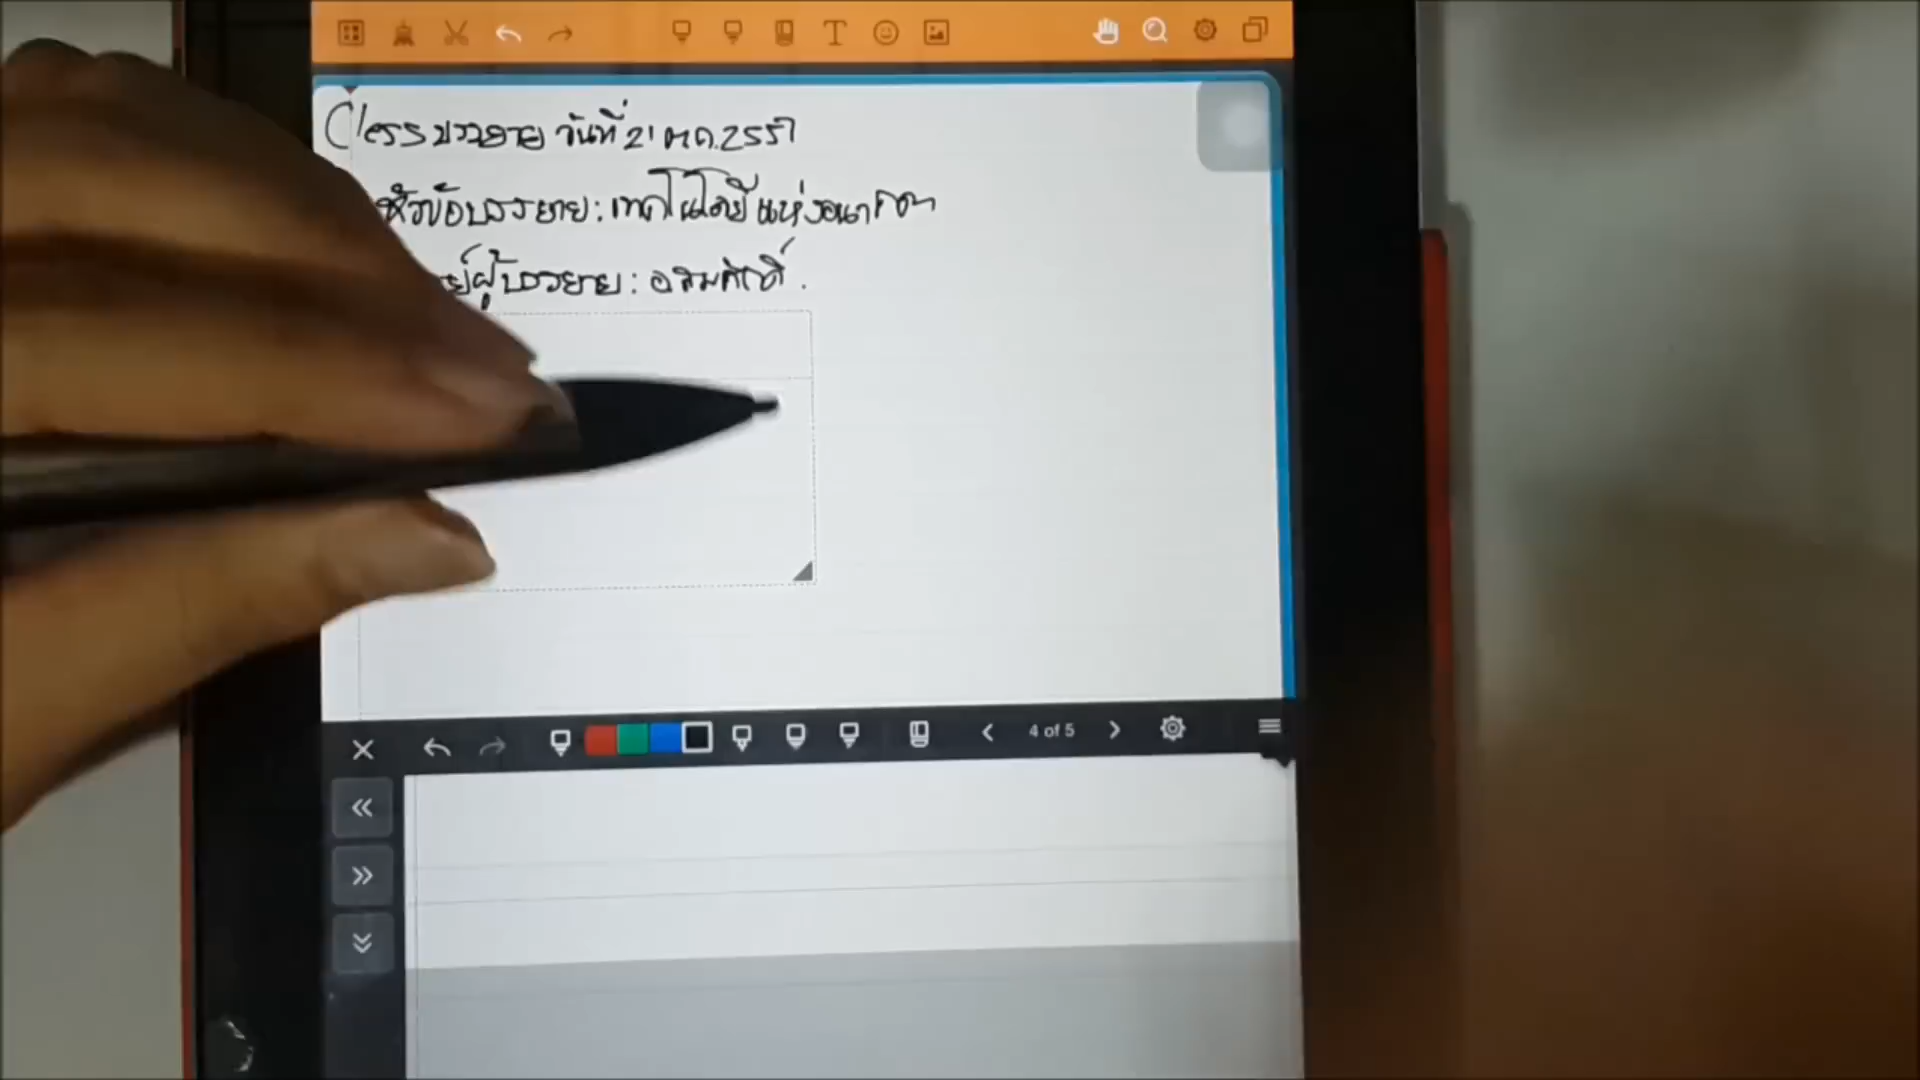 Class บรรยาย วันที่ 21 ตค. 2557
หัวข้อบรรยาย : เทคโนโลยีแห่งอนาคต
ย์ผู้บรรยาย : อ สมศักดิ์ .
4 of 5